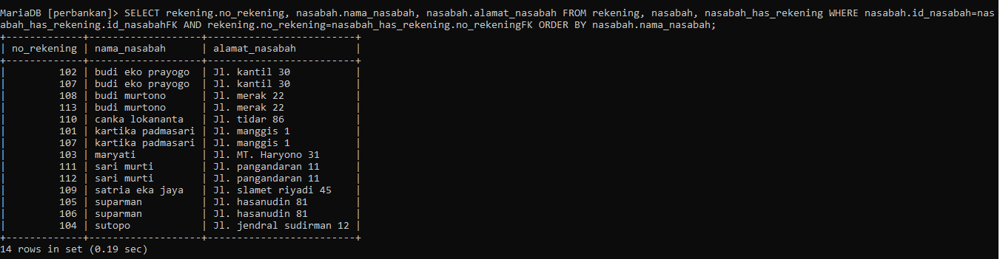 MariaDB [perbankan]> SELECT rekening.no_rekening, nasabah.nama_nasabah, nasabah.alamat_nasabah FROM rekening, nasabah, nasabah_has_rekening WHERE nasabah.id_nasabah=nas
abah_has_rekening.id_nasabahFK AND rekening.no_rekening=nasabah_has_rekening.no_rekeningFK ORDER BY nasabah.nama_nasabah;
+-------------+-------------------+-------------------------+
| no_rekening | nama_nasabah      | alamat_nasabah          |
+-------------+-------------------+-------------------------+
|         102 | budi eko prayogo  | Jl. kantil 30           |
|         107 | budi eko prayogo  | Jl. kantil 30           |
|         108 | budi murtono      | Jl. merak 22            |
|         113 | budi murtono      | Jl. merak 22            |
|         110 | canka lokananta   | Jl. tidar 86            |
|         101 | kartika padmasari | Jl. manggis 1           |
|         107 | kartika padmasari | Jl. manggis 1           |
|         103 | maryati           | Jl. MT. Haryono 31      |
|         111 | sari murti        | Jl. pangandaran 11      |
|         112 | sari murti        | Jl. pangandaran 11      |
|         109 | satria eka jaya   | Jl. slamet riyadi 45    |
|         105 | suparman          | Jl. hasanudin 81        |
|         106 | suparman          | Jl. hasanudin 81        |
|         104 | sutopo            | Jl. jendral sudirman 12 |
+-------------+-------------------+-------------------------+
14 rows in set (0.19 sec)